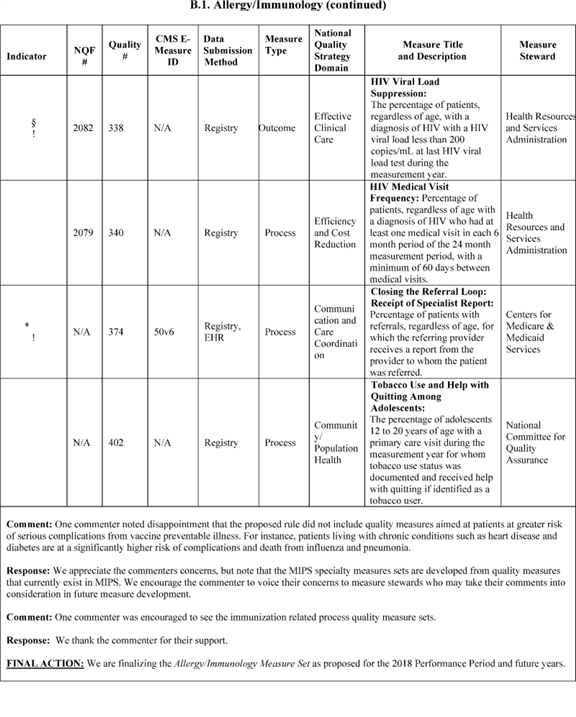 B.1. Allergy/Immunology (continued)
Indicator
NQF
#
Quality
#
CMS E-
Measure
ID
Data
Submission
Method
Measure
Type
National
Quality
Strategy
Domain
Measure Title
and Description
Measure
Steward
§
!
2082
338
N/A
Registry
Outcome
Effective
Clinical
Care
HIV Viral Load
Suppression:
The percentage of patients,
regardless of age, with a
diagnosis of HIV with a HIV
viral load less than 200
copies/mL at last HIV viral
load test during the
measurement year.
Health Resources
and Services
Administration
2079
340
N/A
Registry
Process
Efficiency
and Cost
Reduction
HIV Medical Visit
Frequency: Percentage of
patients, regardless of age with
a diagnosis of HIV who had at
least one medical visit in each 6
month period of the 24 month
measurement period, with a
minimum of 60 days between
medical visits.
Health
Resources and
Services
Administration
*
!
N/A
374
50v6
Registry,
EHR
Process
Communi
cation and
Care
Coordinati
on
Closing the Referral Loop:
Receipt of Specialist Report:
Percentage of patients with
referrals, regardless of age, for
which the referring provider
receives a report from the
provider to whom the patient
was referred.
Centers for
Medicare &
Medicaid
Services
N/A
402
N/A
Registry
Process
Communit
y/
Population
Health
Tobacco Use and Help with
Quitting Among
Adolescents:
The percentage of adolescents
12 to 20 years of age with a
primary care visit during the
measurement year for whom
tobacco use status was
documented and received help
with quitting if identified as a
tobacco user.
National
Committee for
Quality
Assurance
Comment: One commenter noted disappointment that the proposed rule did not include quality measures aimed at patients at greater risk
of serious complications from vaccine preventable illness. For instance, patients living with chronic conditions such as heart disease and
diabetes are at a significantly higher risk of complications and death from influenza and pneumonia.
Response: We appreciate the commenters concerns, but note that the MIPS specialty measures sets are developed from quality measures
that currently exist in MIPS. We encourage the commenter to voice their concerns to measure stewards who may take their comments into
consideration in future measure development.
Comment: One commenter was encouraged to see the immunization related process quality measure sets.
Response: We thank the commenter for their support.
FINAL ACTION: We are finalizing the Allergy/Immunology Measure Set as proposed for the 2018 Performance Period and future years.